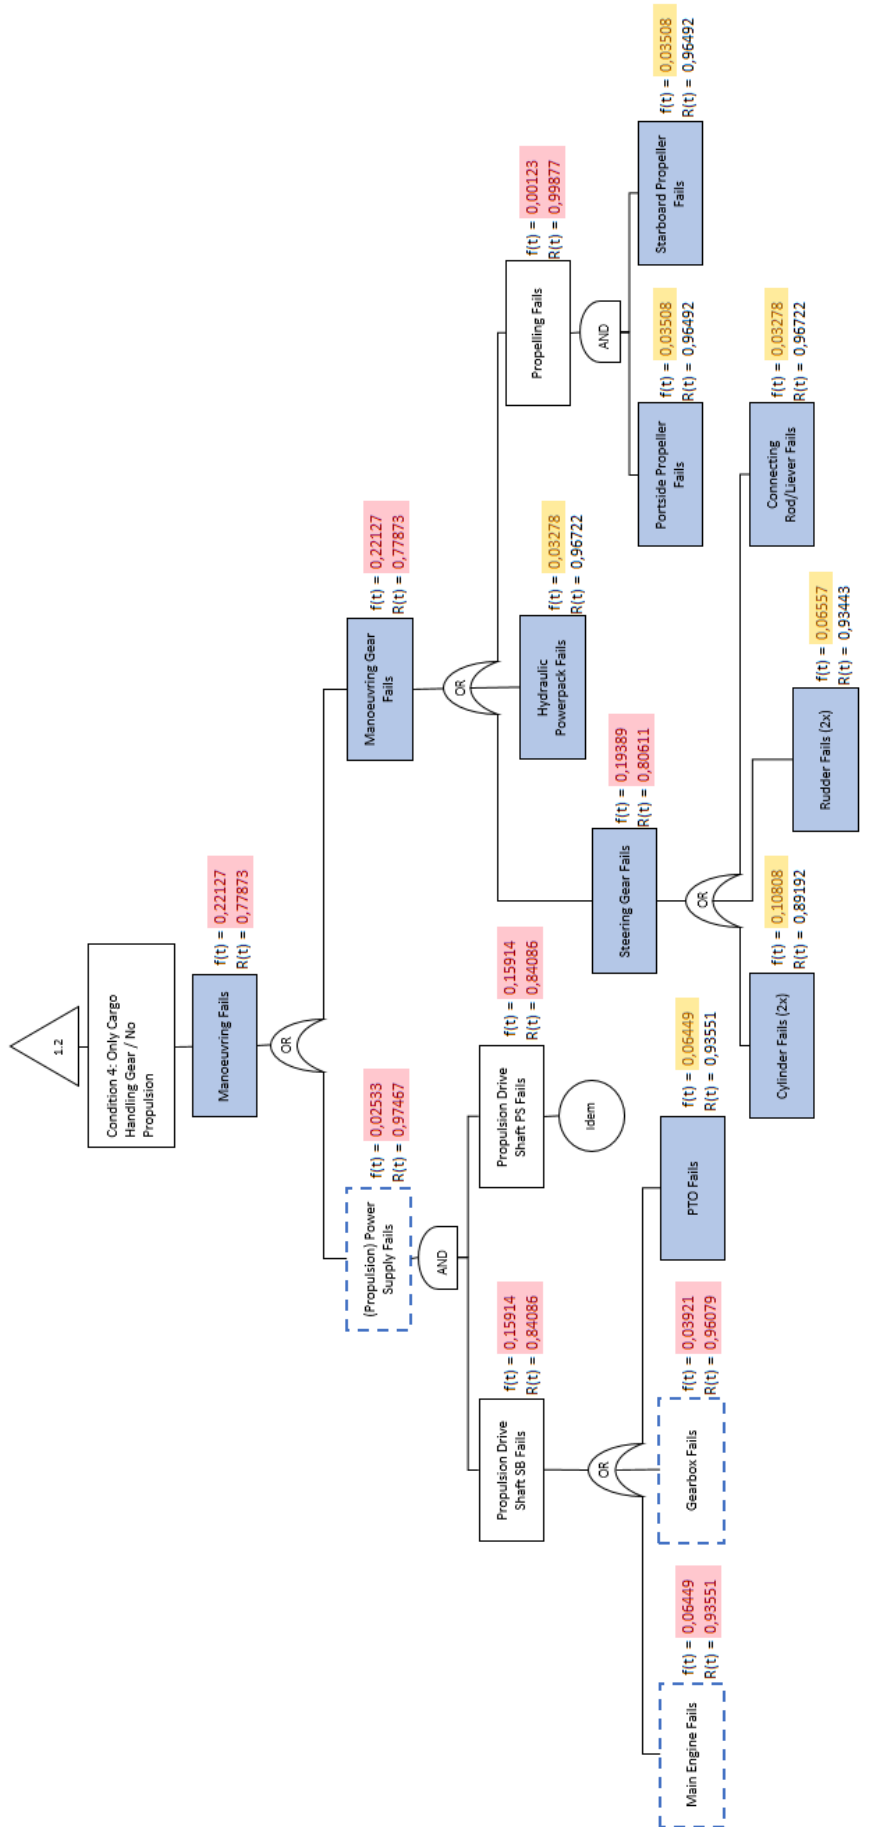 1.2
Condition 4: Only Cargo
Handling Gear / No
Propulsion
Manoeuvring Fails
f(t) = 0,22127
R(t) = 0,77873
OR
(Propulsion) Power
Supply Fails
f(t) = 0,02533
R(t) = 0,97467
Manoeuvring Gear
Fails
f(t) = 0,22127
R(t) = 0,77873
AND
OR
Propulsion Drive
Shaft SB Fails
f(t) = 0,15914
R(t) = 0,84086
Propulsion Drive
Shaft PS Fails
f(t) = 0,15914
R(t) = 0,84086
Hydraulic
Powerpack Fails
f(t) = 0,03278
R(t) = 0,96722
Propelling Fails
f(t) = 0,00123
R(t) = 0,99877
OR
Idem
AND
Steering Gear Fails
f(t) = 0,19389
R(t) = 0,80611
Main Engine Fails
f(t) = 0,06449
R(t) = 0,93551
Gearbox Fails
f(t) = 0,03921
R(t) = 0,96079
PTO Fails
f(t) = 0,06449
R(t) = 0,93551
Portside Propeller
Fails
f(t) = 0,03508
R(t) = 0,96492
Starboard Propeller
Fails
f(t) = 0,03508
R(t) = 0,96492
OR
Cylinder Fails (2x)
f(t) = 0,10808
R(t) = 0,89192
Rudder Fails (2x)
f(t) = 0,06557
R(t) = 0,93443
Connecting
Rod/Liever Fails
f(t) = 0,03278
R(t) = 0,96722